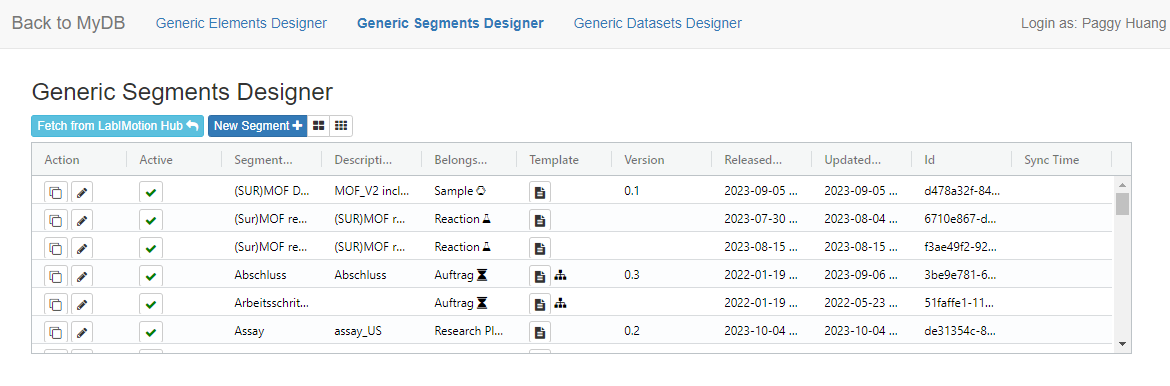 Back to MyDB Generic Elements Designer Generic Segments Designer Generic Datasets Designer Login as: Paggy Huang
Generic Segments Designer
Fetch from LabIMotion Hub New Segment
Action Active Segment... Descripti... Belongs... Template Version Released... Updated... Id Sync Time
(SUR)MOF D... MOF_V2 incl... Sample 0.1 2023-09-05 ... 2023-09-05 ... d478a32f-84...
(Sur)MOF re... (SUR)MOF r... Reaction 2023-07-30 ... 2023-08-04 ... 6710e867-d...
(Sur)MOF re... (SUR)MOF r... Reaction 2023-08-15 ... 2023-08-15 ... f3ae49f2-92...
Abschluss Abschluss Auftrag 0.3 2022-01-19 ... 2023-09-06 ... 3be9e781-6...
Arbeitsschrit... Auftrag 2022-01-19 ... 2022-05-23 ... 51faffe1-11...
Assay assay_US Research Pl... 0.2 2023-10-04 ... 2023-10-04 ... de31354c-8...